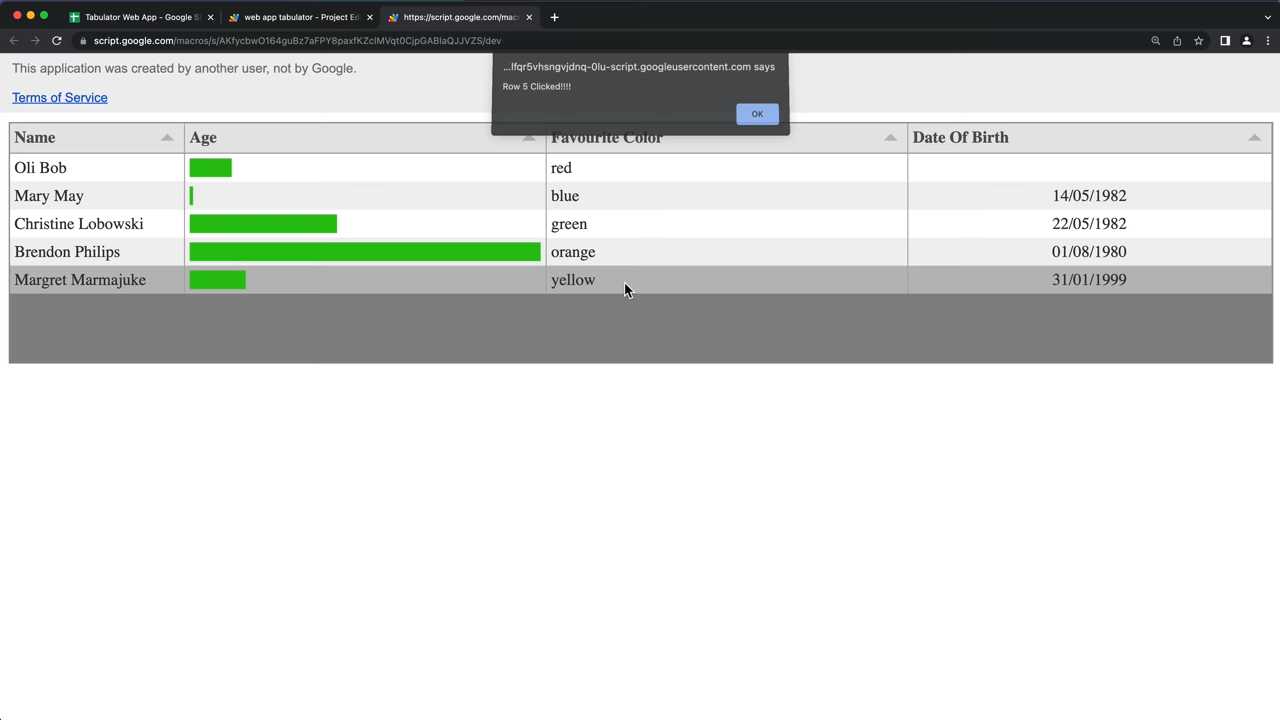 Tabulator Web App - Google S
web app tabulator - Project Ed
https://script.google.com/mac
script.google.com/macros/s/AKfycbwO164guBz7aFPY8paxfKZclMVqt0CjpGABlaQJJVZS/dev
This application was created by another user, not by Google.
Terms of Service
...lfqr5vhsngvjdnq-0lu-script.googleusercontent.com says
Row 5 Clicked!!!!
OK
Name Age Favourite Color Date Of Birth
Oli Bob red
Mary May blue 14/05/1982
Christine Lobowski green 22/05/1982
Brendon Philips orange 01/08/1980
Margret Marmajuke yellow 31/01/1999